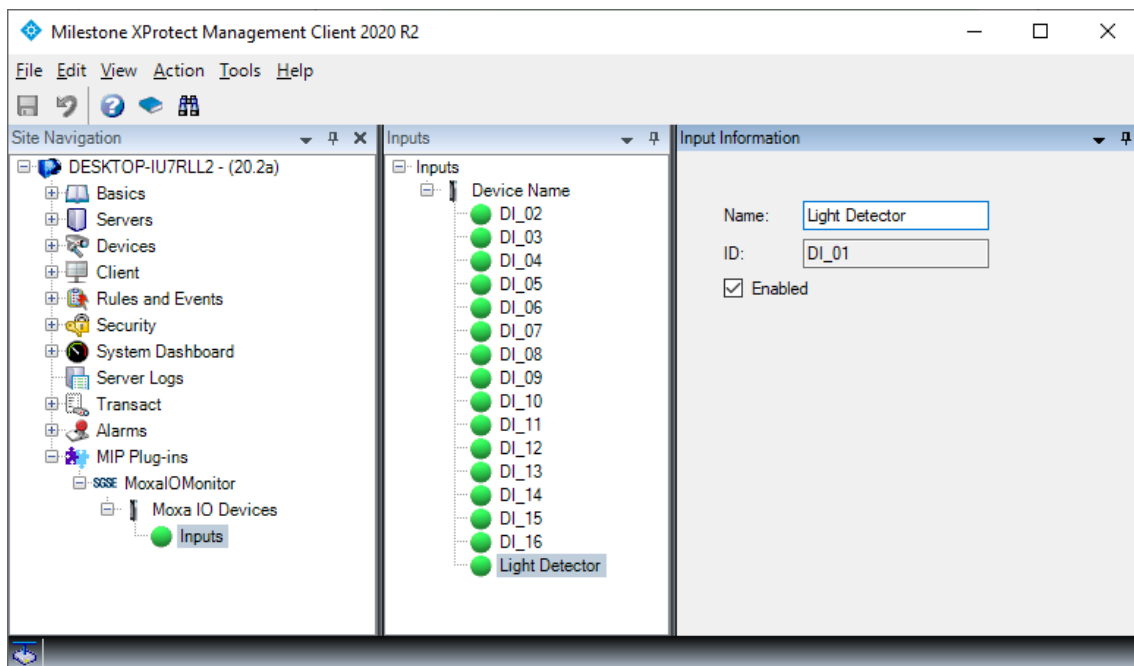 Milestone XProtect Management Client 2020 R2
File Edit View Action Tools Help
Site Navigation
DESKTOP-IU7RLL2 - (20.2a)
Basics
Servers
Devices
Client
Rules and Events
Security
System Dashboard
Server Logs
Transact
Alarms
MIP Plug-ins
SGSE MoxaIOMonitor
Moxa IO Devices
Inputs
Inputs
Inputs
Device Name
DI_02
DI_03
DI_04
DI_05
DI_06
DI_07
DI_08
DI_09
DI_10
DI_11
DI_12
DI_13
DI_14
DI_15
DI_16
Light Detector
Input Information
Name: Light Detector
ID: DI_01
Enabled